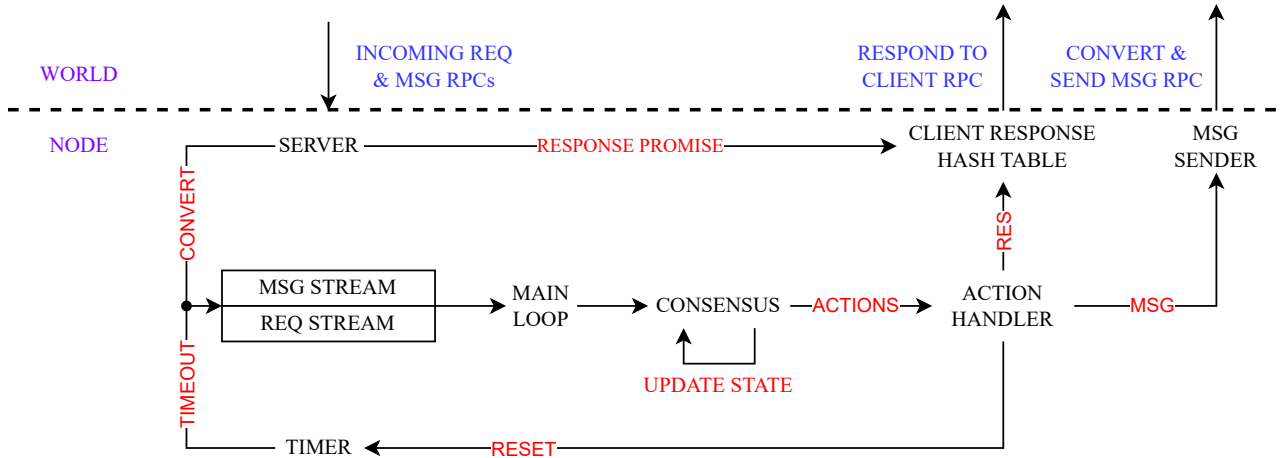 INCOMING REQ
& MSG RPCs
RESPOND TO
CLIENT RPC
CONVERT &
SEND MSG RPC
WORLD
NODE
SERVER
RESPONSE PROMISE
CLIENT RESPONSE
HASH TABLE
MSG
SENDER
CONVERT
RES
MSG STREAM
REQ STREAM
MAIN
LOOP
CONSENSUS
ACTIONS
ACTION
HANDLER
MSG
UPDATE STATE
TIMEOUT
TIMER
RESET